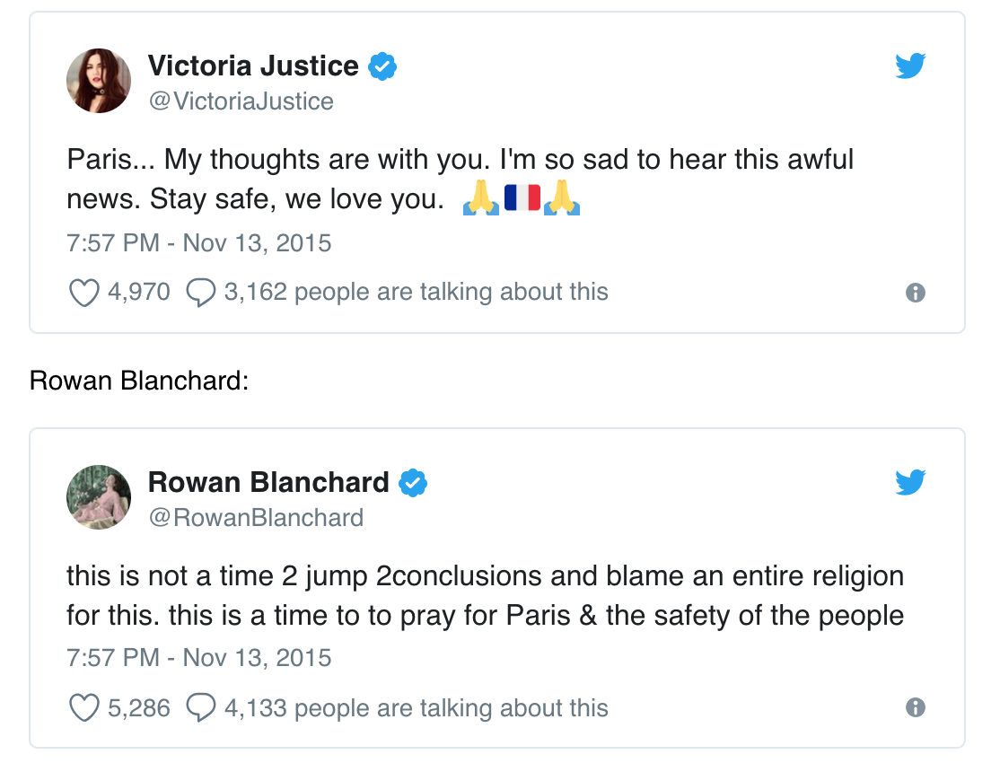 Victoria Justice
@VictoriaJustice
Paris... My thoughts are with you. I'm so sad to hear this awful
news. Stay safe, we love you. 🙏🇫🇷🙏
7:57 PM - Nov 13, 2015
4,970 3,162 people are talking about this
Rowan Blanchard:
Rowan Blanchard
@RowanBlanchard
this is not a time 2 jump 2conclusions and blame an entire religion
for this. this is a time to to pray for Paris & the safety of the people
7:57 PM - Nov 13, 2015
5,286 4,133 people are talking about this